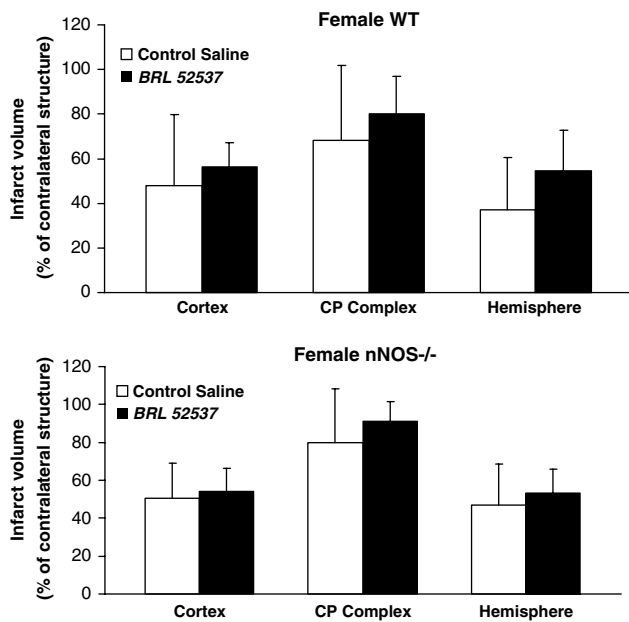 Female WT
Control Saline
BRL 52537
Infarct volume
(% of contralateral structure)
120
100
80
60
40
20
0
Cortex CP Complex Hemisphere
Female nNOS-/-
Control Saline
BRL 52537
Infarct volume
(% of contralateral structure)
120
100
80
60
40
20
0
Cortex CP Complex Hemisphere